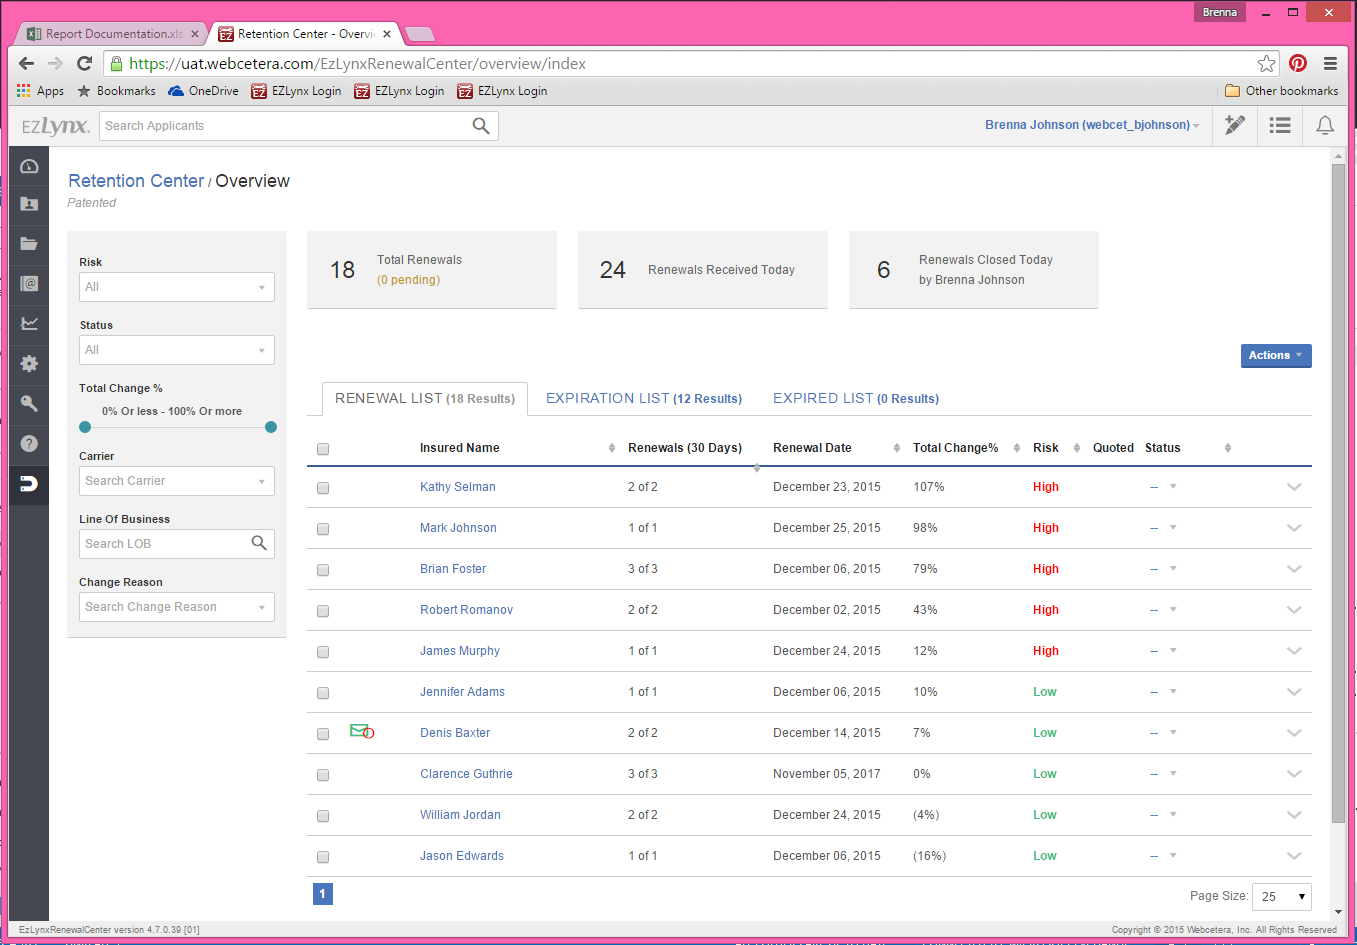 Brenna
Report Documentation.xls
Retention Center - Overvi
https://uat.webcetera.com/EzLynxRenewalCenter/overview/index
Apps Bookmarks OneDrive EZLynx Login EZLynx Login EZLynx Login Other bookmarks
EZLynx. Search Applicants Brenna Johnson (webcet_bjohnson)
Retention Center / Overview
Patented
Risk
All
Status
All
Total Change %
0% Or less - 100% Or more
Carrier
Search Carrier
Line Of Business
Search LOB
Change Reason
Search Change Reason
18 Total Renewals
(0 pending)
24 Renewals Received Today
6 Renewals Closed Today
by Brenna Johnson
Actions
RENEWAL LIST (18 Results) EXPIRATION LIST (12 Results) EXPIRED LIST (0 Results)
Insured Name Renewals (30 Days) Renewal Date Total Change% Risk Quoted Status
Kathy Selman 2 of 2 December 23, 2015 107% High --
Mark Johnson 1 of 1 December 25, 2015 98% High --
Brian Foster 3 of 3 December 06, 2015 79% High --
Robert Romanov 2 of 2 December 02, 2015 43% High --
James Murphy 1 of 1 December 24, 2015 12% High --
Jennifer Adams 1 of 1 December 06, 2015 10% Low --
Denis Baxter 2 of 2 December 14, 2015 7% Low --
Clarence Guthrie 3 of 3 November 05, 2017 0% Low --
William Jordan 2 of 2 December 24, 2015 (4%) Low --
Jason Edwards 1 of 1 December 06, 2015 (16%) Low --
1 Page Size: 25
EzLynxRenewalCenter version 4.7.0.39 [01] Copyright © 2015 Webcetera, Inc. All Rights Reserved